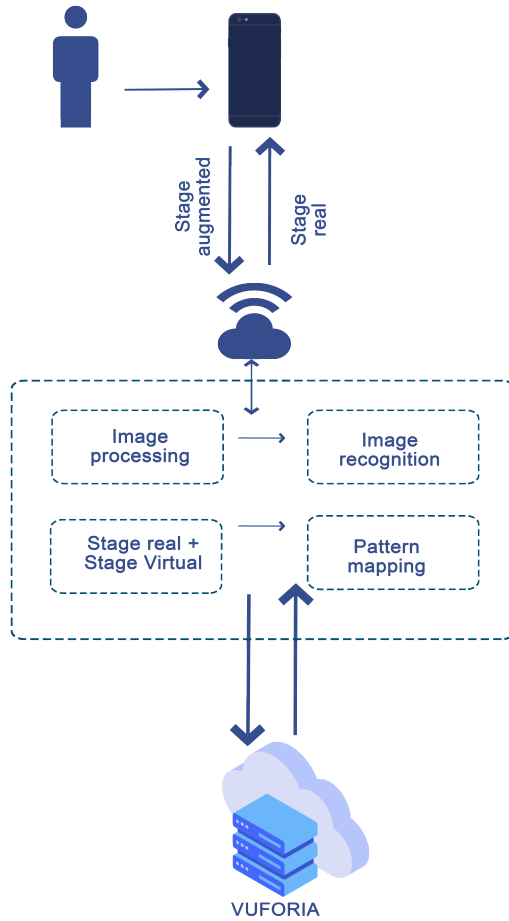 Stage
augmented
Stage
real
Image
processing
Image
recognition
Stage real +
Stage Virtual
Pattern
mapping
VUFORIA